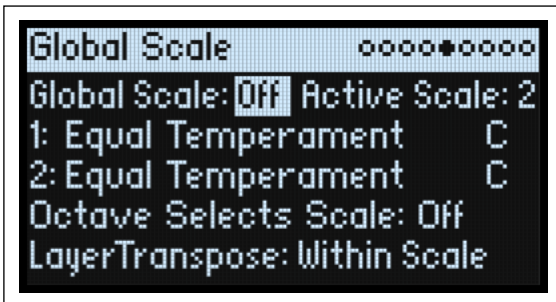 Global Scale
Global Scale: Off Active Scale: 2
1: Equal Temperament C
2: Equal Temperament C
Octave Selects Scale: Off
LayerTranspose: Within Scale